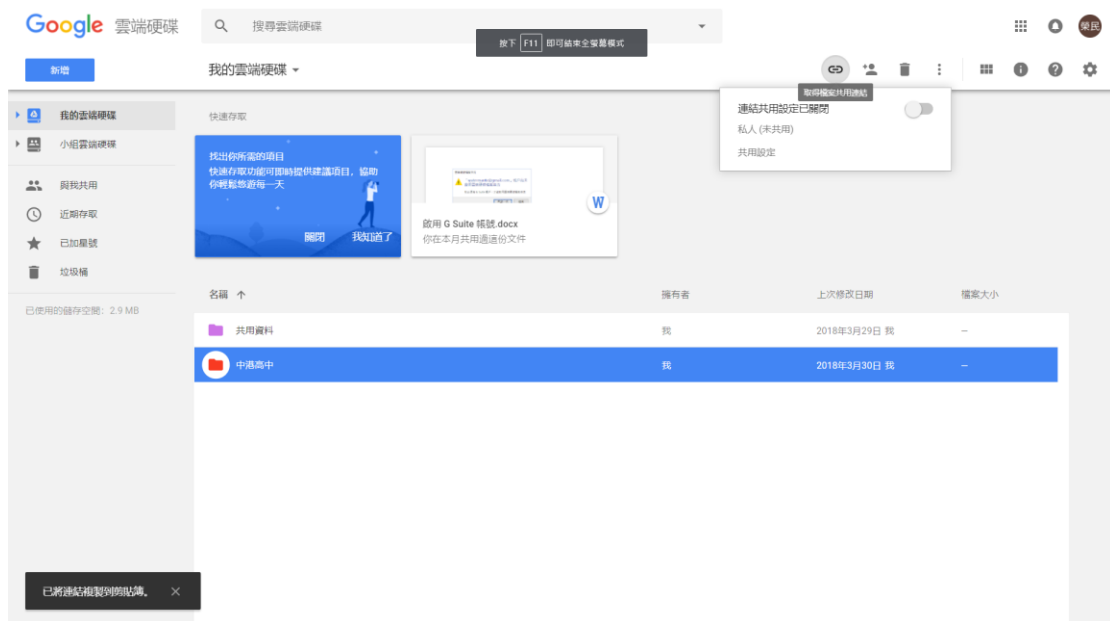 Google 雲端硬碟
搜尋雲端硬碟
按下 F11 即可結束全螢幕模式
榮民
新增
我的雲端硬碟
取得檔案共用連結
連結共用設定已關閉
私人 (未共用)
共用設定
我的雲端硬碟
小組雲端硬碟
與我共用
近期存取
已加星號
垃圾桶
已使用的儲存空間: 2.9 MB
快速存取
找出你所需的項目
快速存取功能可即時提供建議項目，協助
你輕鬆悠遊每一天
關閉 我知道了
W
啟用 G Suite 帳號.docx
你在本月共用過這份文件
名稱 擁有者 上次修改日期 檔案大小
共用資料 我 2018年3月29日 我 —
中港高中 我 2018年3月30日 我 —
已將連結複製到剪貼簿。